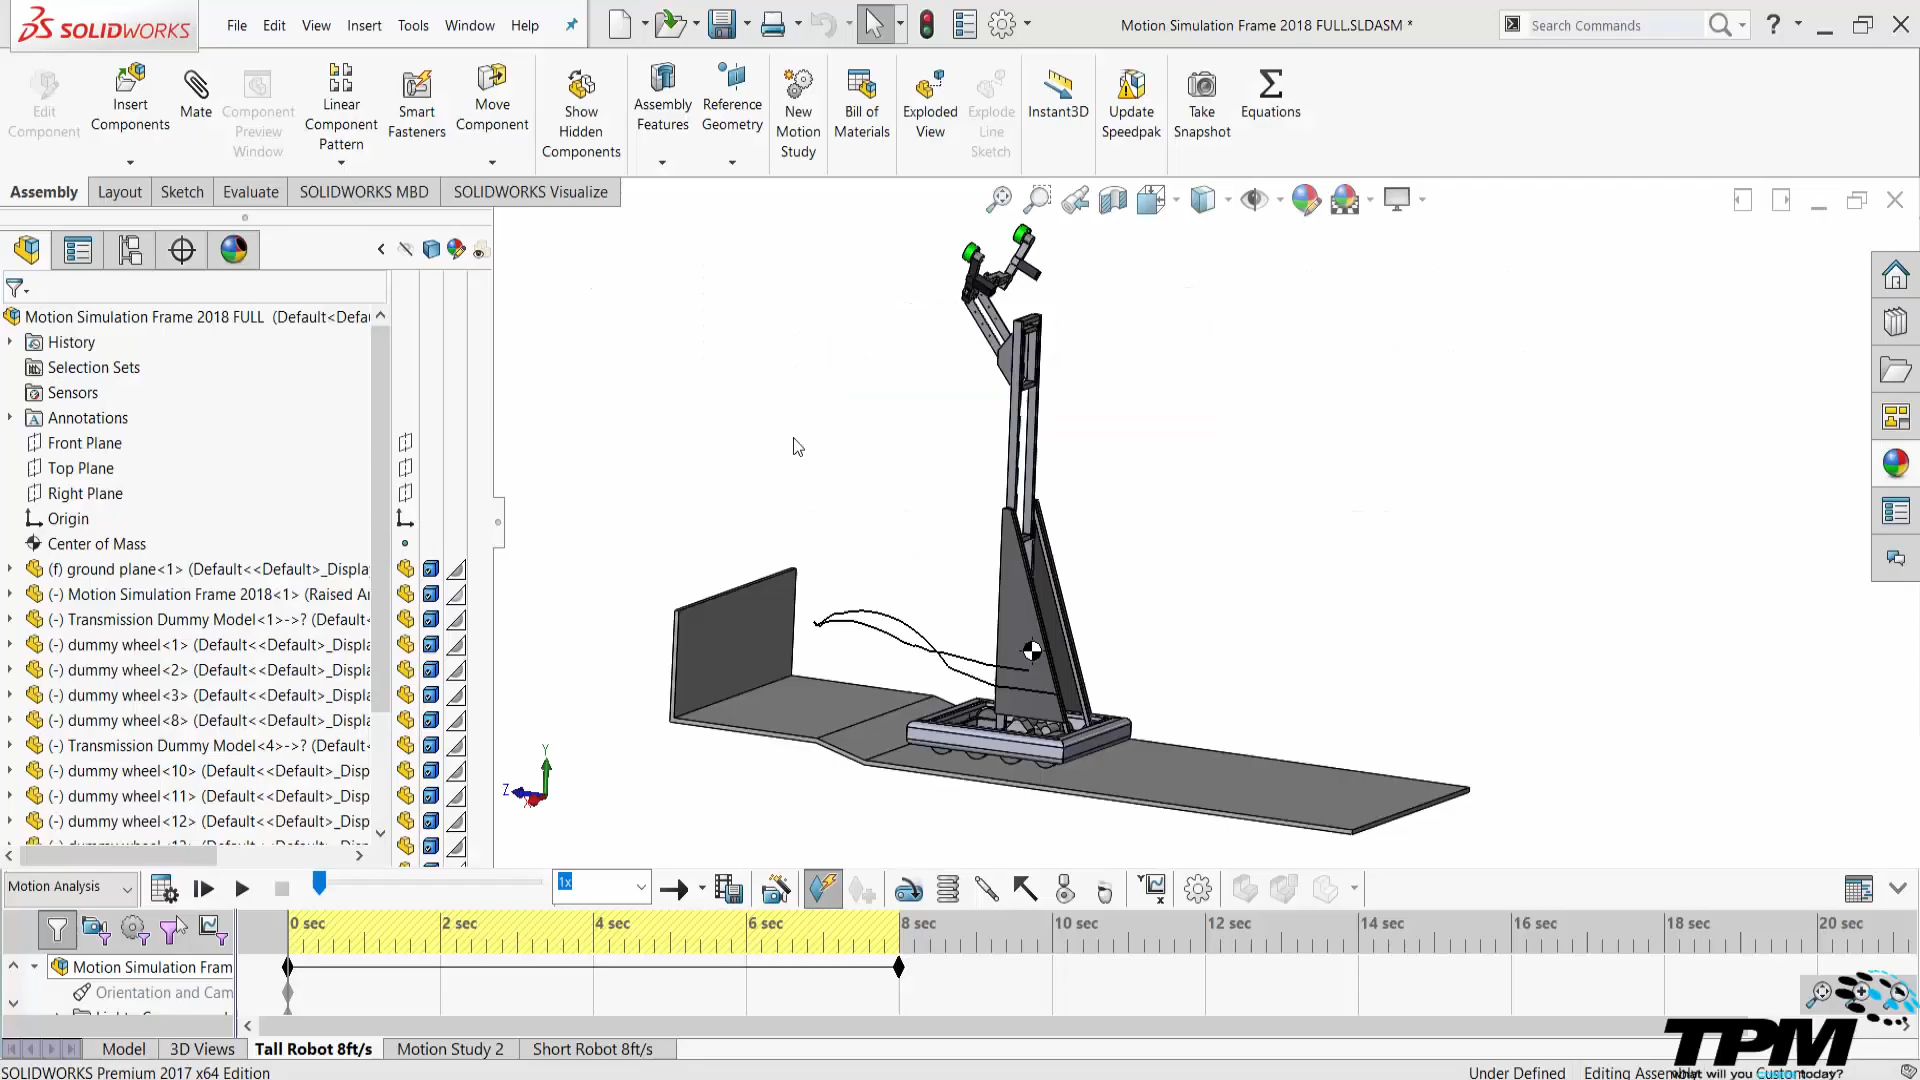 SOLIDWORKS
File Edit View Insert Tools Window Help
Motion Simulation Frame 2018 FULL.SLDASM *
Search Commands
?
Edit Component
Insert Components
Mate
Component Preview Window
Linear Component Pattern
Smart Fasteners
Move Component
Show Hidden Components
Assembly Features
Reference Geometry
New Motion Study
Bill of Materials
Exploded View
Explode Line Sketch
Instant3D
Update Speedpak
Take Snapshot
Equations
Assembly Layout Sketch Evaluate SOLIDWORKS MBD SOLIDWORKS Visualize
Motion Simulation Frame 2018 FULL (Default<Defa
History
Selection Sets
Sensors
Annotations
Front Plane
Top Plane
Right Plane
Origin
Center of Mass
(f) ground plane<1> (Default<<Default>_Displa
(-) Motion Simulation Frame 2018<1> (Raised Ar
(-) Transmission Dummy Model<1>->? (Default
(-) dummy wheel<1> (Default<<Default>_Displa
(-) dummy wheel<2> (Default<<Default>_Displa
(-) dummy wheel<3> (Default<<Default>_Displa
(-) dummy wheel<8> (Default<<Default>_Displa
(-) Transmission Dummy Model<4>->? (Default
(-) dummy wheel<10> (Default<<Default>_Disp
(-) dummy wheel<11> (Default<<Default>_Disp
(-) dummy wheel<12> (Default<<Default>_Disp
Y
Z
Motion Analysis
1x
0 sec 2 sec 4 sec 6 sec 8 sec 10 sec 12 sec 14 sec 16 sec 18 sec 20 sec
Motion Simulation Fram
Orientation and Cam
Model 3D Views Tall Robot 8ft/s Motion Study 2 Short Robot 8ft/s
SOLIDWORKS Premium 2017 x64 Edition
Under Defined Editing Assembly
TPM
what will you Custom today?